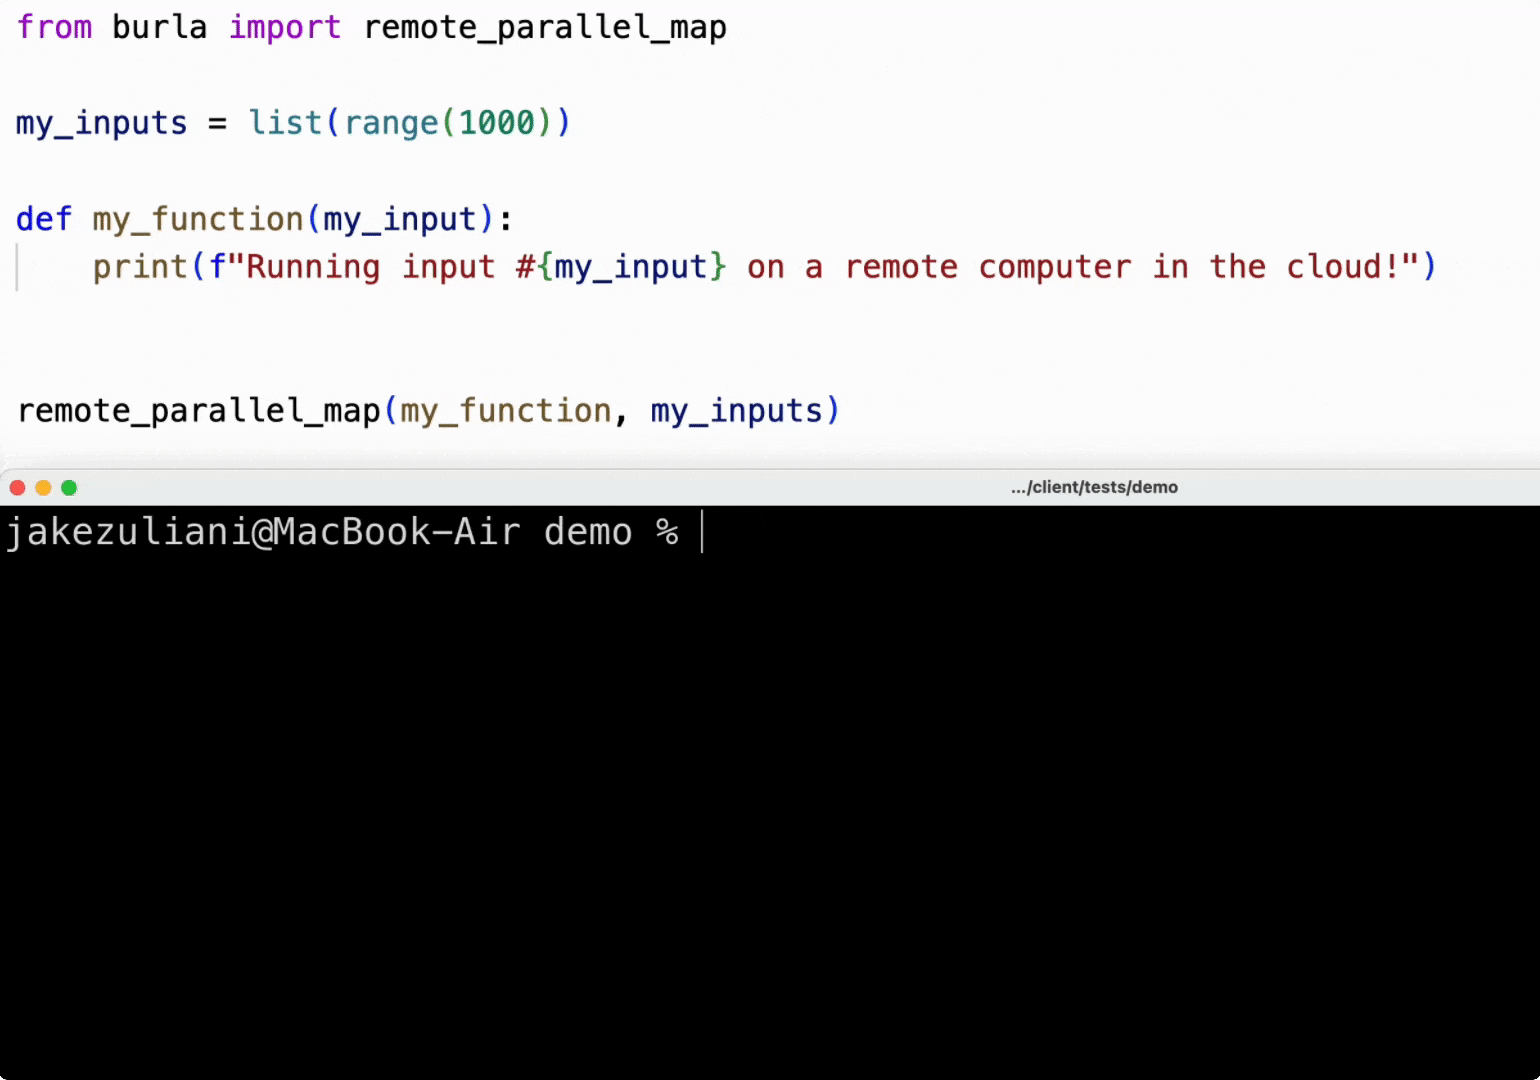 from burla import remote_parallel_map
my_inputs = list(range(1000))
def my_function(my_input):
    print(f"Running input #{my_input} on a remote computer in the cloud!")
remote_parallel_map(my_function, my_inputs)
.../client/tests/demo
jakezuliani@MacBook-Air demo %